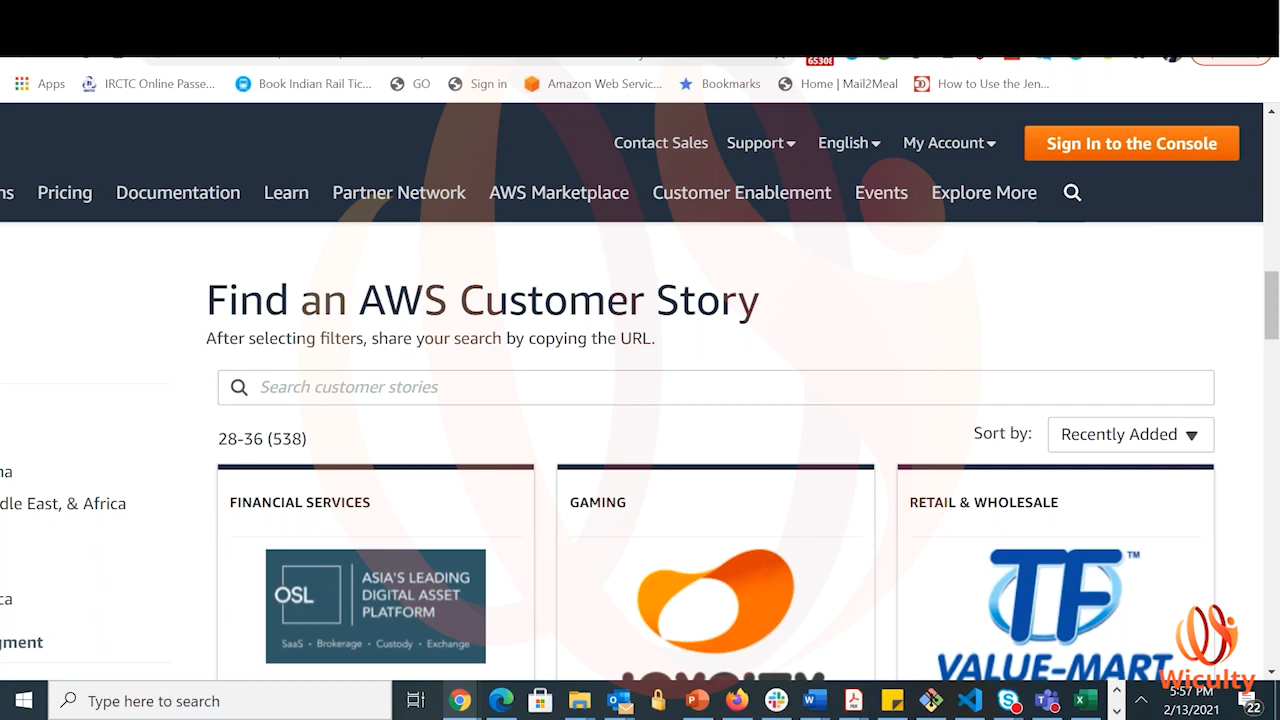 65308
Apps
IRCTC Online Passe...
Book Indian Rail Tic...
GO
Sign in
Amazon Web Servic...
Bookmarks
Home | Mail2Meal
How to Use the Jen...
Contact Sales
Support
English
My Account
Sign In to the Console
ns
Pricing
Documentation
Learn
Partner Network
AWS Marketplace
Customer Enablement
Events
Explore More
Find an AWS Customer Story
After selecting filters, share your search by copying the URL.
Search customer stories
28-36 (538)
Sort by:
Recently Added
na
dle East, & Africa
ca
gment
FINANCIAL SERVICES
OSL
ASIA'S LEADING
DIGITAL ASSET
PLATFORM
SaaS • Brokerage • Custody • Exchange
GAMING
JOYCITY
RETAIL & WHOLESALE
TF
TM
VALUE-MART
Wiculty
Type here to search
5:57 PM
2/13/2021
22